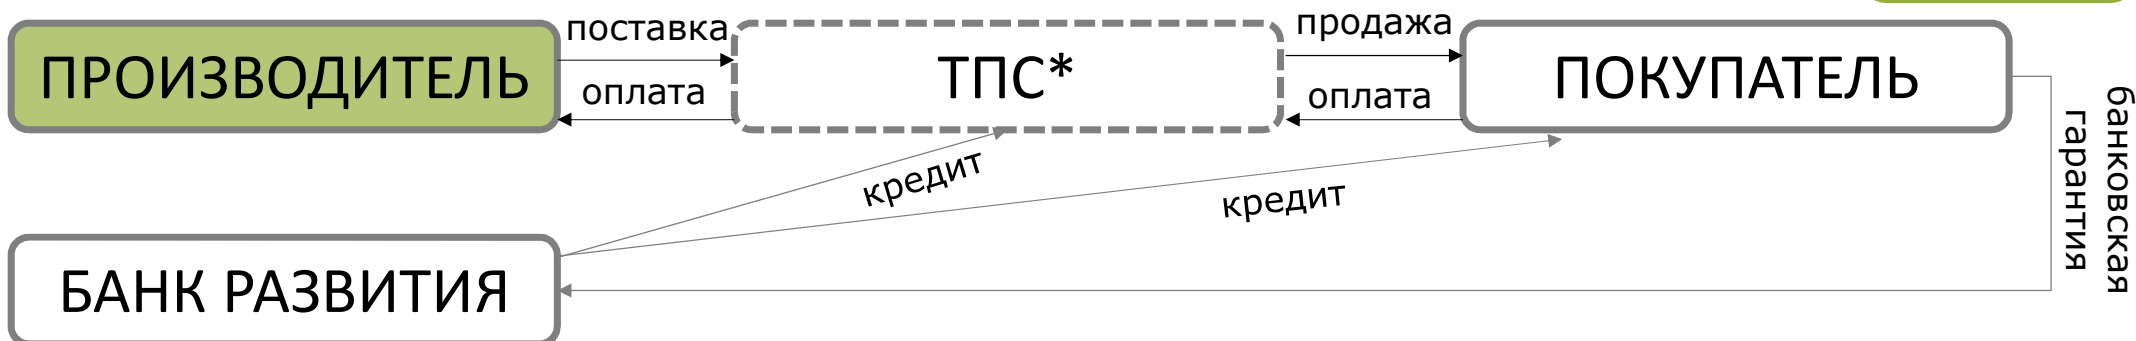 поставка
продажа
ПРОИЗВОДИТЕЛЬ
ТПС*
ПОКУПАТЕЛЬ
оплата
оплата
банковская
гарантия
кредит
кредит
БАНК РАЗВИТИЯ